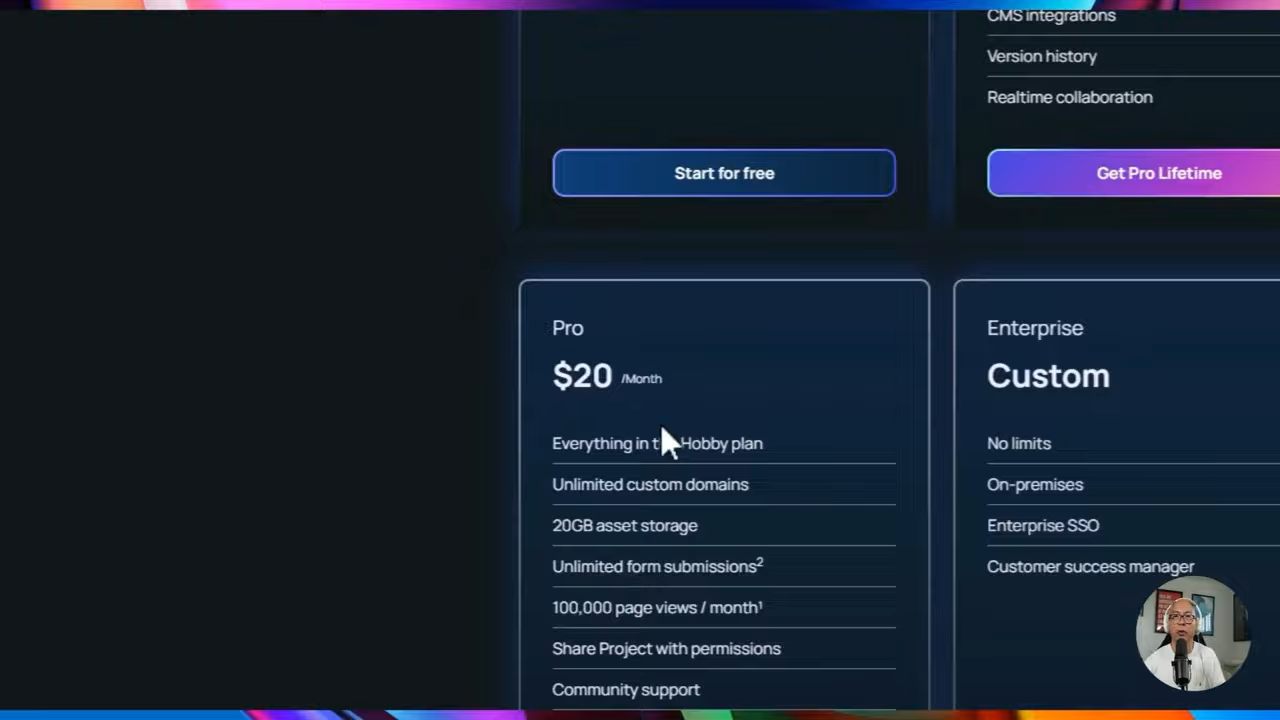 CMS integrations
Version history
Realtime collaboration
Start for free
Get Pro Lifetime
Pro
$20 /Month
Everything in t Hobby plan
Unlimited custom domains
20GB asset storage
Unlimited form submissions²
100,000 page views / month¹
Share Project with permissions
Community support
Enterprise
Custom
No limits
On-premises
Enterprise SSO
Customer success manager